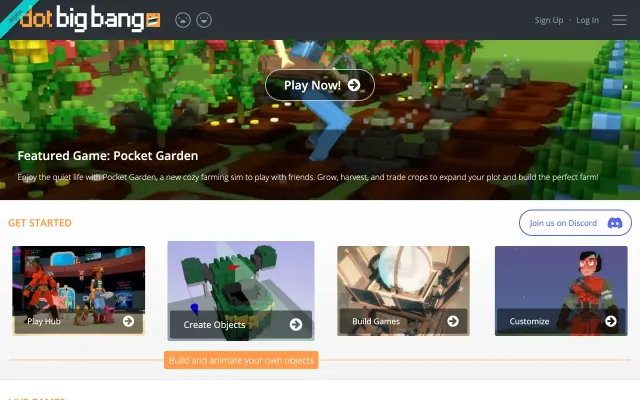 Alpha
dot big bang
Sign Up · Log In
Play Now!
Featured Game: Pocket Garden
Enjoy the quiet life with Pocket Garden, a new cozy farming sim to play with friends. Grow, harvest, and trade crops to expand your plot and build the perfect farm!
GET STARTED
Join us on Discord
Play Hub
Create Objects
Build Games
Customize
Build and animate your own objects